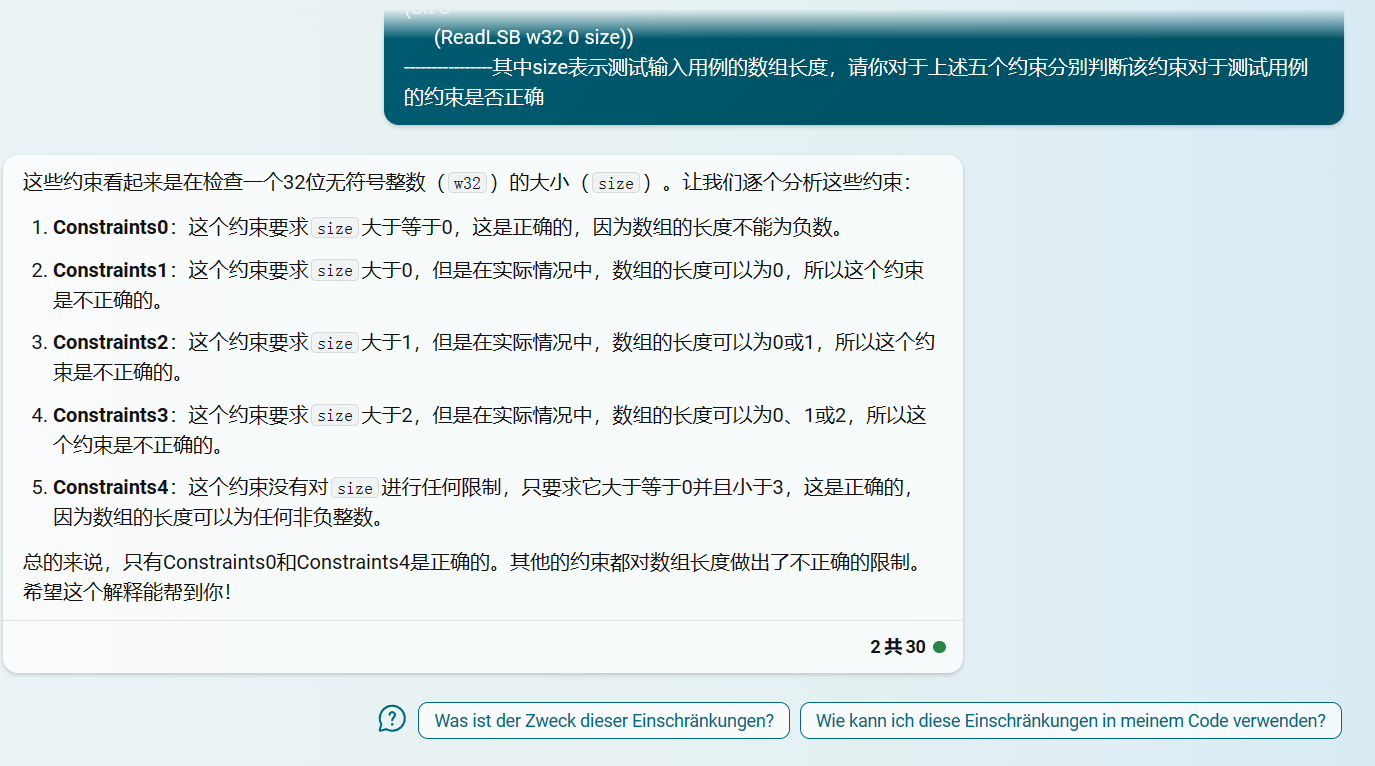 (ReadLSB w32 0 size))
----------------其中size表示测试输入用例的数组长度，请你对于上述五个约束分别判断该约束对于测试用例
的约束是否正确
这些约束看起来是在检查一个32位无符号整数（w32）的大小（size）。让我们逐个分析这些约束：
1. Constraints0：这个约束要求size大于等于0，这是正确的，因为数组的长度不能为负数。
2. Constraints1：这个约束要求size大于0，但是在实际情况中，数组的长度可以为0，所以这个约束
是不正确的。
3. Constraints2：这个约束要求size大于1，但是在实际情况中，数组的长度可以为0或1，所以这个约
束是不正确的。
4. Constraints3：这个约束要求size大于2，但是在实际情况中，数组的长度可以为0、1或2，所以这
个约束是不正确的。
5. Constraints4：这个约束没有对size进行任何限制，只要求它大于等于0并且小于3，这是正确的，
因为数组的长度可以为任何非负整数。
总的来说，只有Constraints0和Constraints4是正确的。其他的约束都对数组长度做出了不正确的限制。
希望这个解释能帮到你！
2 共 30
Was ist der Zweck dieser Einschränkungen?
Wie kann ich diese Einschränkungen in meinem Code verwenden?